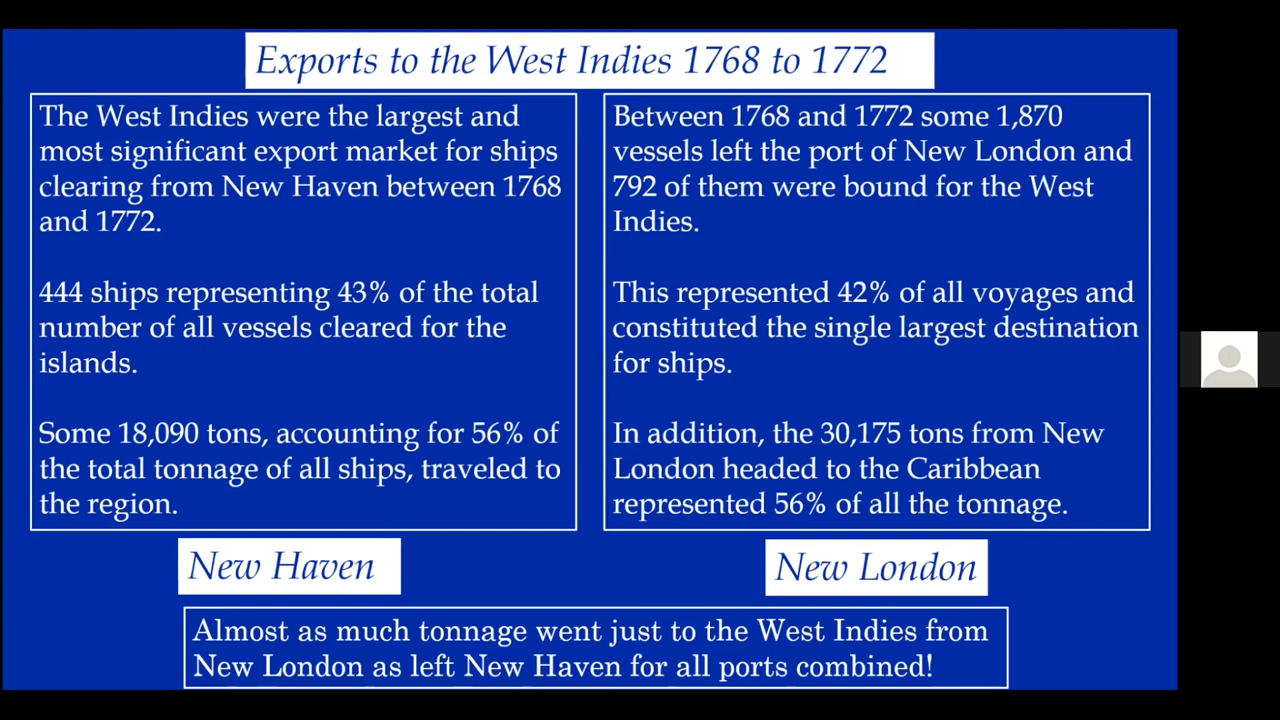 Exports to the West Indies 1768 to 1772
The West Indies were the largest and
most significant export market for ships
clearing from New Haven between 1768
and 1772.
444 ships representing 43% of the total
number of all vessels cleared for the
islands.
Some 18,090 tons, accounting for 56% of
the total tonnage of all ships, traveled to
the region.
New Haven
Between 1768 and 1772 some 1,870
vessels left the port of New London and
792 of them were bound for the West
Indies.
This represented 42% of all voyages and
constituted the single largest destination
for ships.
In addition, the 30,175 tons from New
London headed to the Caribbean
represented 56% of all the tonnage.
New London
Almost as much tonnage went just to the West Indies from
New London as left New Haven for all ports combined!